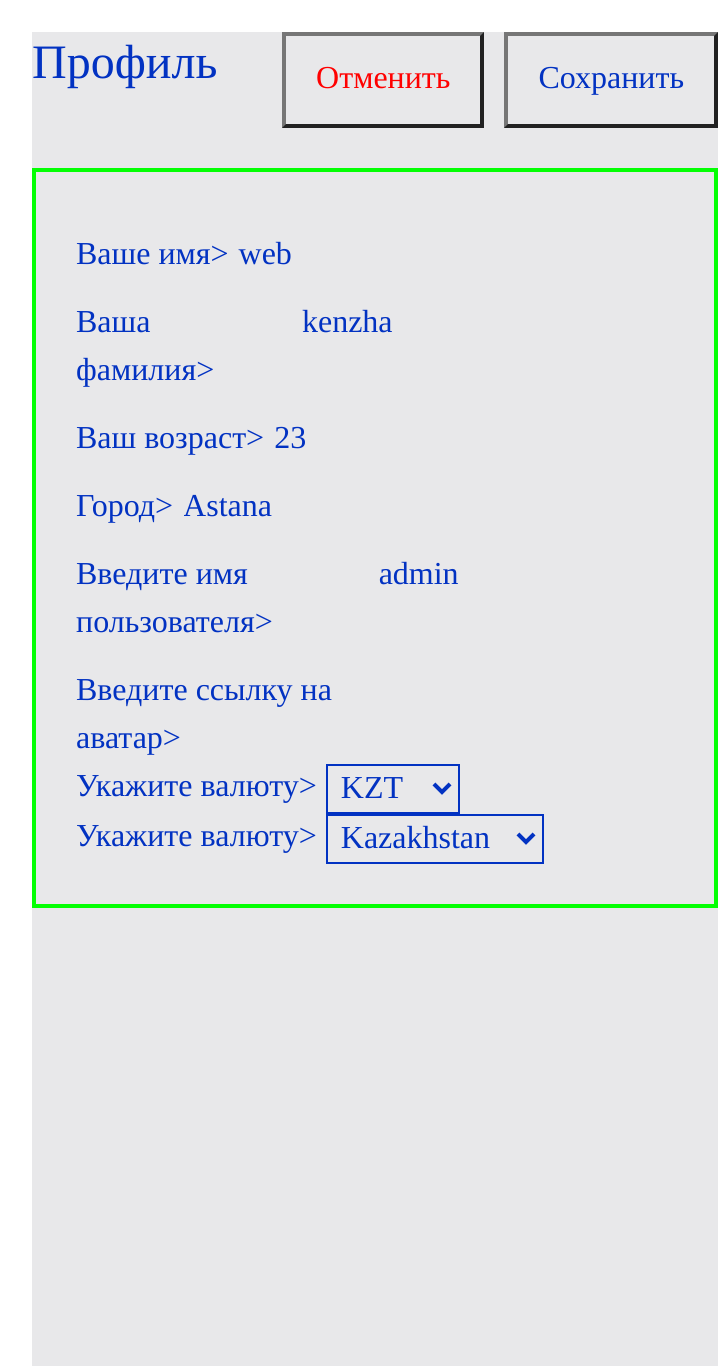 Профиль Отменить Сохранить
Ваше имя> web
Ваша kenzha
фамилия>
Ваш возраст> 23
Город> Astana
Введите имя admin
пользователя>
Введите ссылку на
аватар>
Укажите валюту> KZT
Укажите валюту> Kazakhstan